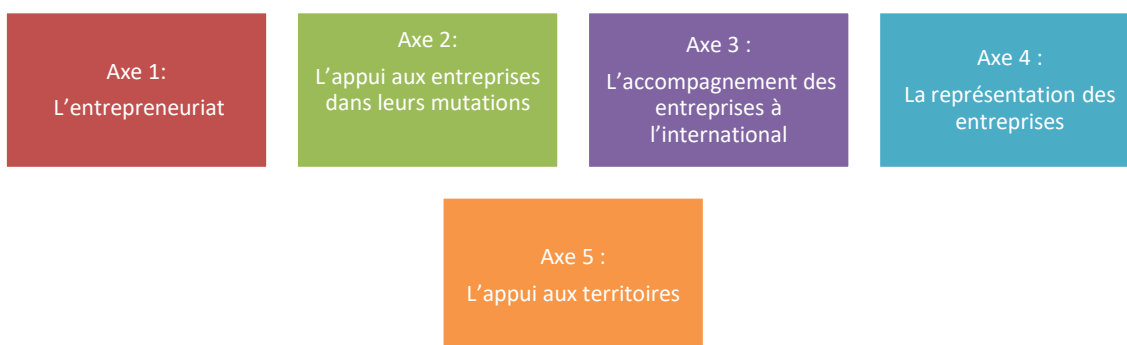 Axe 1:
L’entrepreneuriat
Axe 2:
L’appui aux entreprises
dans leurs mutations
Axe 3 :
L’accompagnement des
entreprises à
l’international
Axe 4 :
La représentation des
entreprises
Axe 5 :
L’appui aux territoires